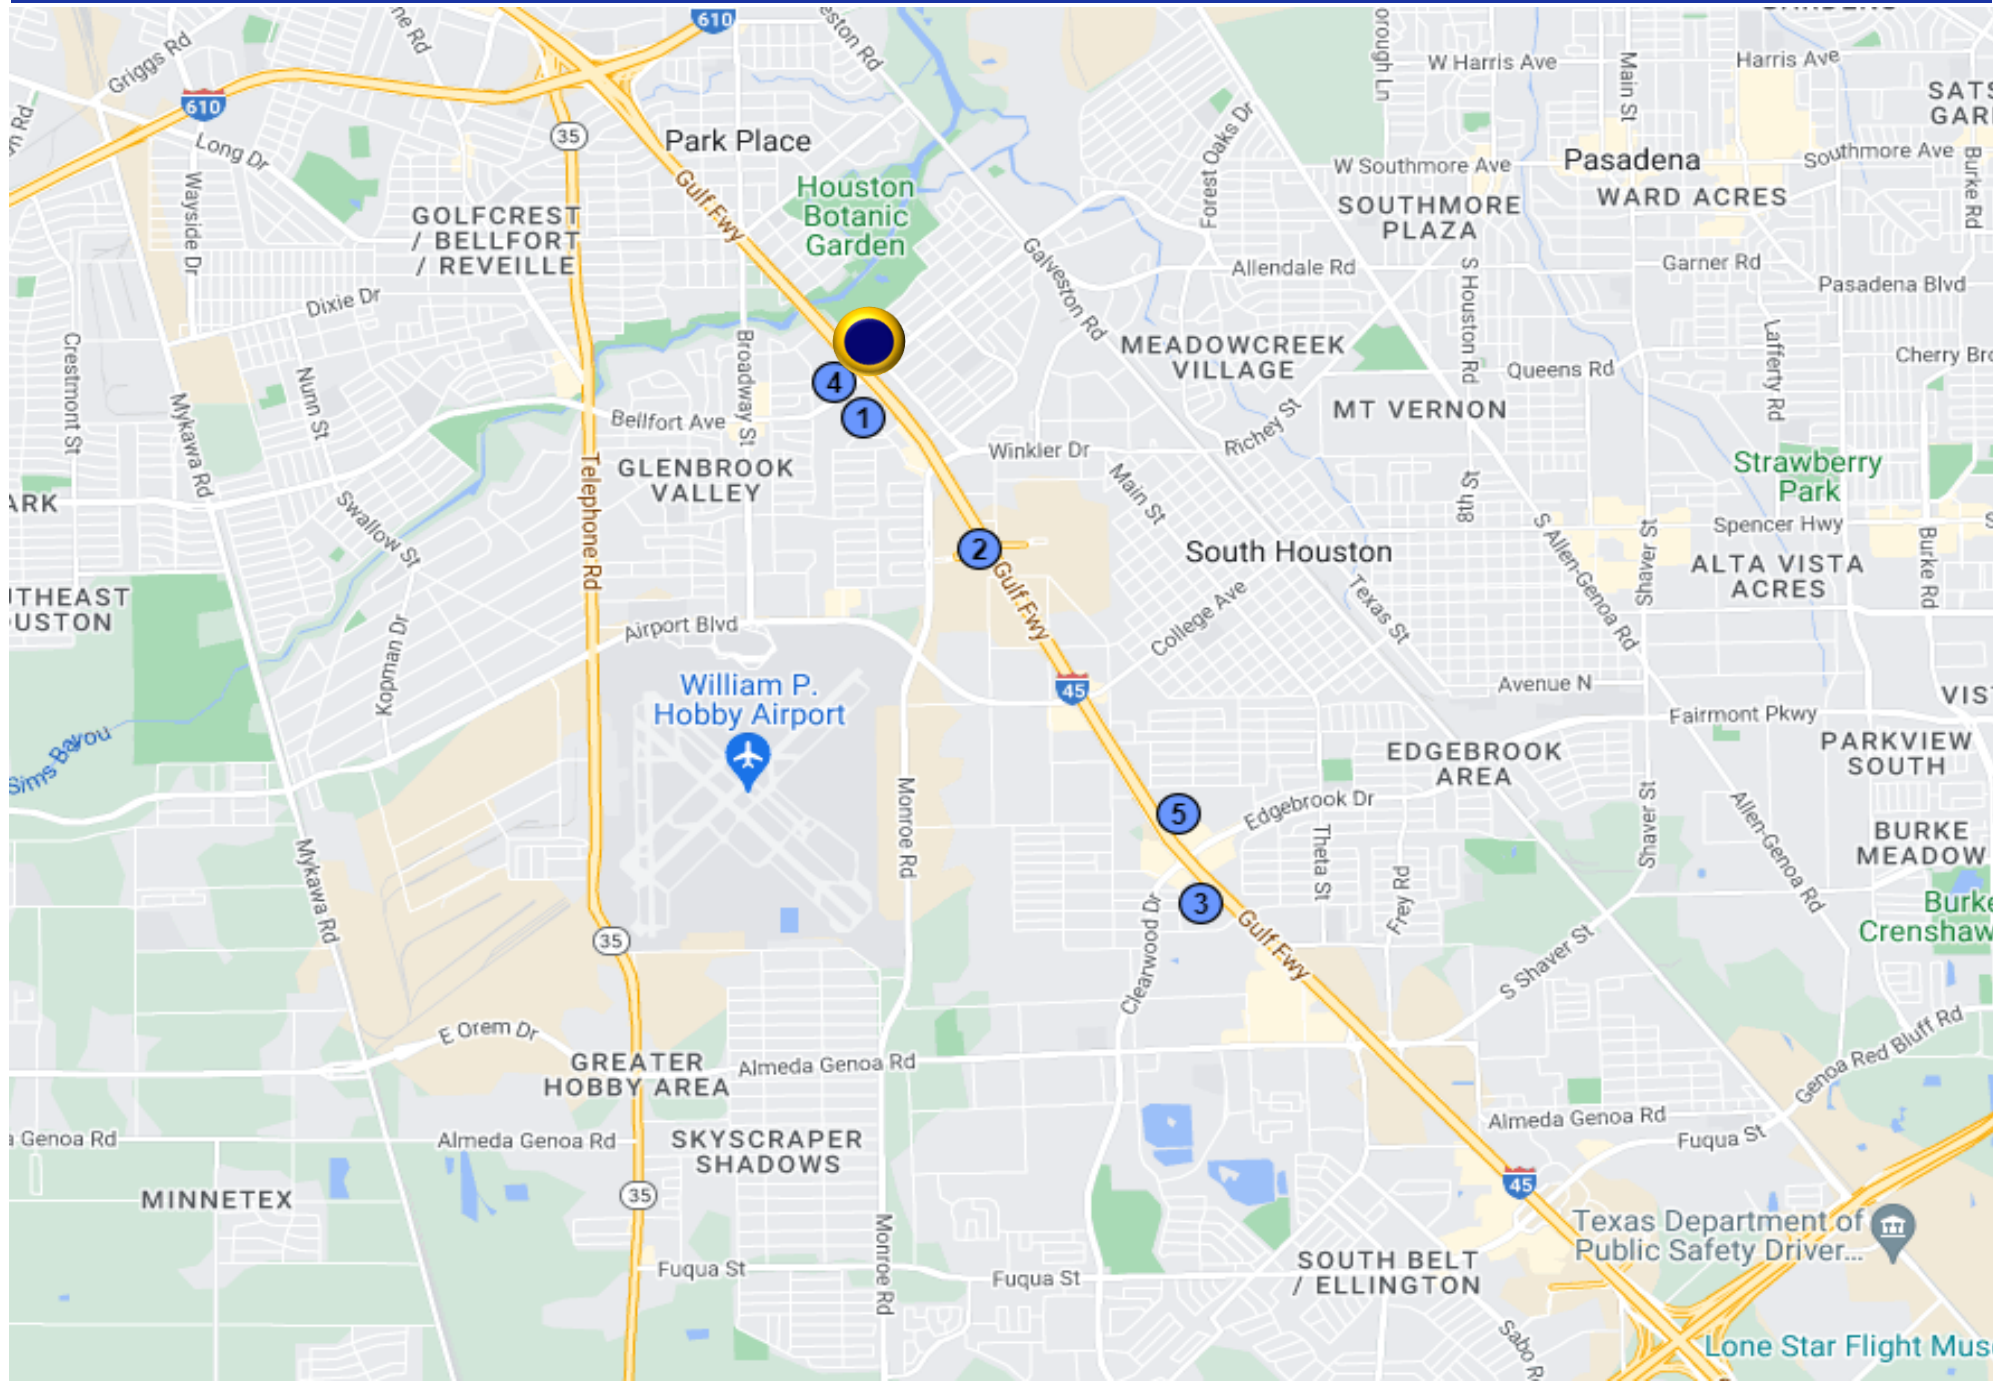 610
Griggs Rd
Harris Ave
W Harris Ave
Main St
610
Long Dr
35
Park Place
Forest Oaks Dr
W Southmore Ave
Pasadena
Southmore Ave
Burke Rd
WARD ACRES
Wayside Dr
Gulf Fwy
Houston
Botanic
Garden
SOUTHMORE
PLAZA
GOLFCREST
/ BELLFORT
/ REVEILLE
Galveston Rd
Allendale Rd
S Houston Rd
Garner Rd
Pasadena Blvd
Dixie Dr
Crestmont St
Broadway St
MEADOWCREEK
VILLAGE
Lafferty Rd
Queens Rd
4
1
Nunn St
Mykawa Rd
Bellfort Ave
MT VERNON
Richey St
Winkler Dr
GLENBROOK
VALLEY
Main St
8th St
Strawberry
Park
Telephone Rd
Swallow St
S Allen-Genoa Rd
Shaver St
Spencer Hwy
Burke Rd
2
South Houston
Gulf Fwy
ALTA VISTA
ACRES
Texas St
College Ave
Airport Blvd
Kopman Dr
William P.
Hobby Airport
45
Avenue N
Fairmont Pkwy
Sims Bayou
EDGEBROOK
AREA
PARKVIEW
SOUTH
Monroe Rd
5
Edgebrook Dr
Theta St
Shaver St
Allen-Genoa Rd
BURKE
MEADOW
Mykawa Rd
Frey Rd
3
Clearwood Dr
Gulf Fwy
Crenshaw
35
S Shaver St
E Orem Dr
GREATER
HOBBY AREA
Almeda Genoa Rd
Genoa Red Bluff Rd
Almeda Genoa Rd
Fuqua St
Genoa Rd
Almeda Genoa Rd
SKYSCRAPER
SHADOWS
MINNETEX
35
45
Texas Department of
Public Safety Driver...
Monroe Rd
Fuqua St
Fuqua St
SOUTH BELT
/ ELLINGTON
Sabo
Lone Star Flight